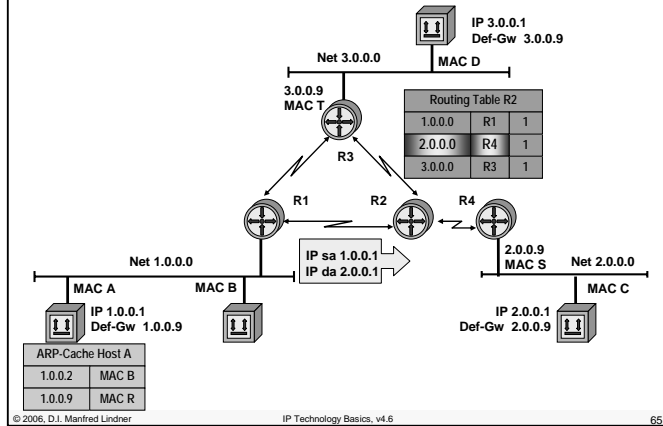 IP 3.0.0.1
Def-Gw 3.0.0.9
Net 3.0.0.0
MAC D
3.0.0.9
MAC T
R3
Routing Table R2
1.0.0.0 R1 1
2.0.0.0 R4 1
3.0.0.0 R3 1
R1
R2
R4
Net 1.0.0.0
IP sa 1.0.0.1
IP da 2.0.0.1
2.0.0.9
MAC S
Net 2.0.0.0
MAC A
MAC B
MAC C
IP 1.0.0.1
Def-Gw 1.0.0.9
IP 2.0.0.1
Def-Gw 2.0.0.9
ARP-Cache Host A
1.0.0.2 MAC B
1.0.0.9 MAC R
© 2006, D.I. Manfred Lindner
IP Technology Basics, v4.6
65